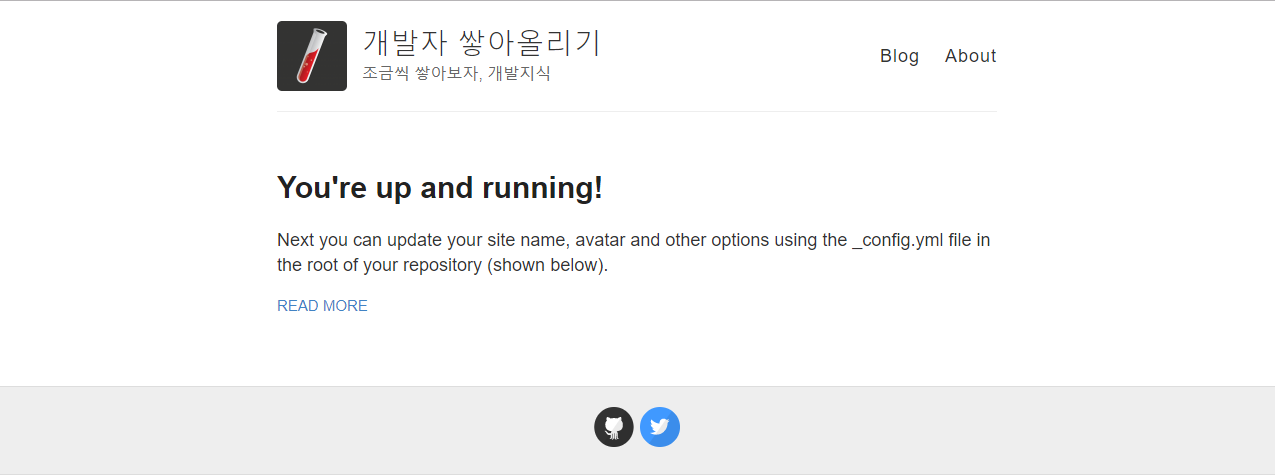 개발자 쌓아올리기
조금씩 쌓아보자, 개발지식
Blog About
You're up and running!
Next you can update your site name, avatar and other options using the _config.yml file in
the root of your repository (shown below).
READ MORE